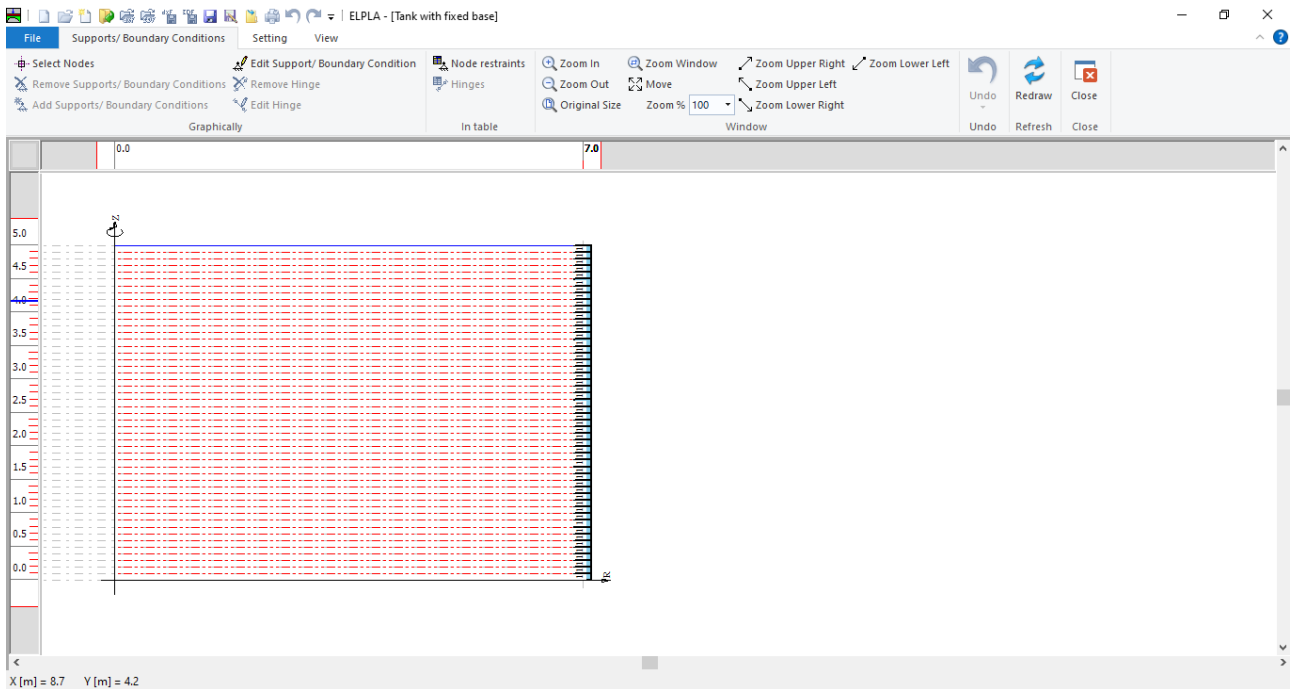 ELPLA - [Tank with fixed base]
File Supports/ Boundary Conditions Setting View
Select Nodes Edit Support/ Boundary Condition Node restraints Zoom In Zoom Window Zoom Upper Right Zoom Lower Left
Remove Supports/ Boundary Conditions Remove Hinge Hinges Zoom Out Move Zoom Upper Left Undo Redraw Close
Add Supports/ Boundary Conditions Edit Hinge Original Size Zoom % 100 Zoom Lower Right
Graphically In table Window Undo Refresh Close
0.0 7.0
Z
5.0
4.5
4.0
3.5
3.0
2.5
2.0
1.5
1.0
0.5
0.0
R
X [m] = 8.7 Y [m] = 4.2